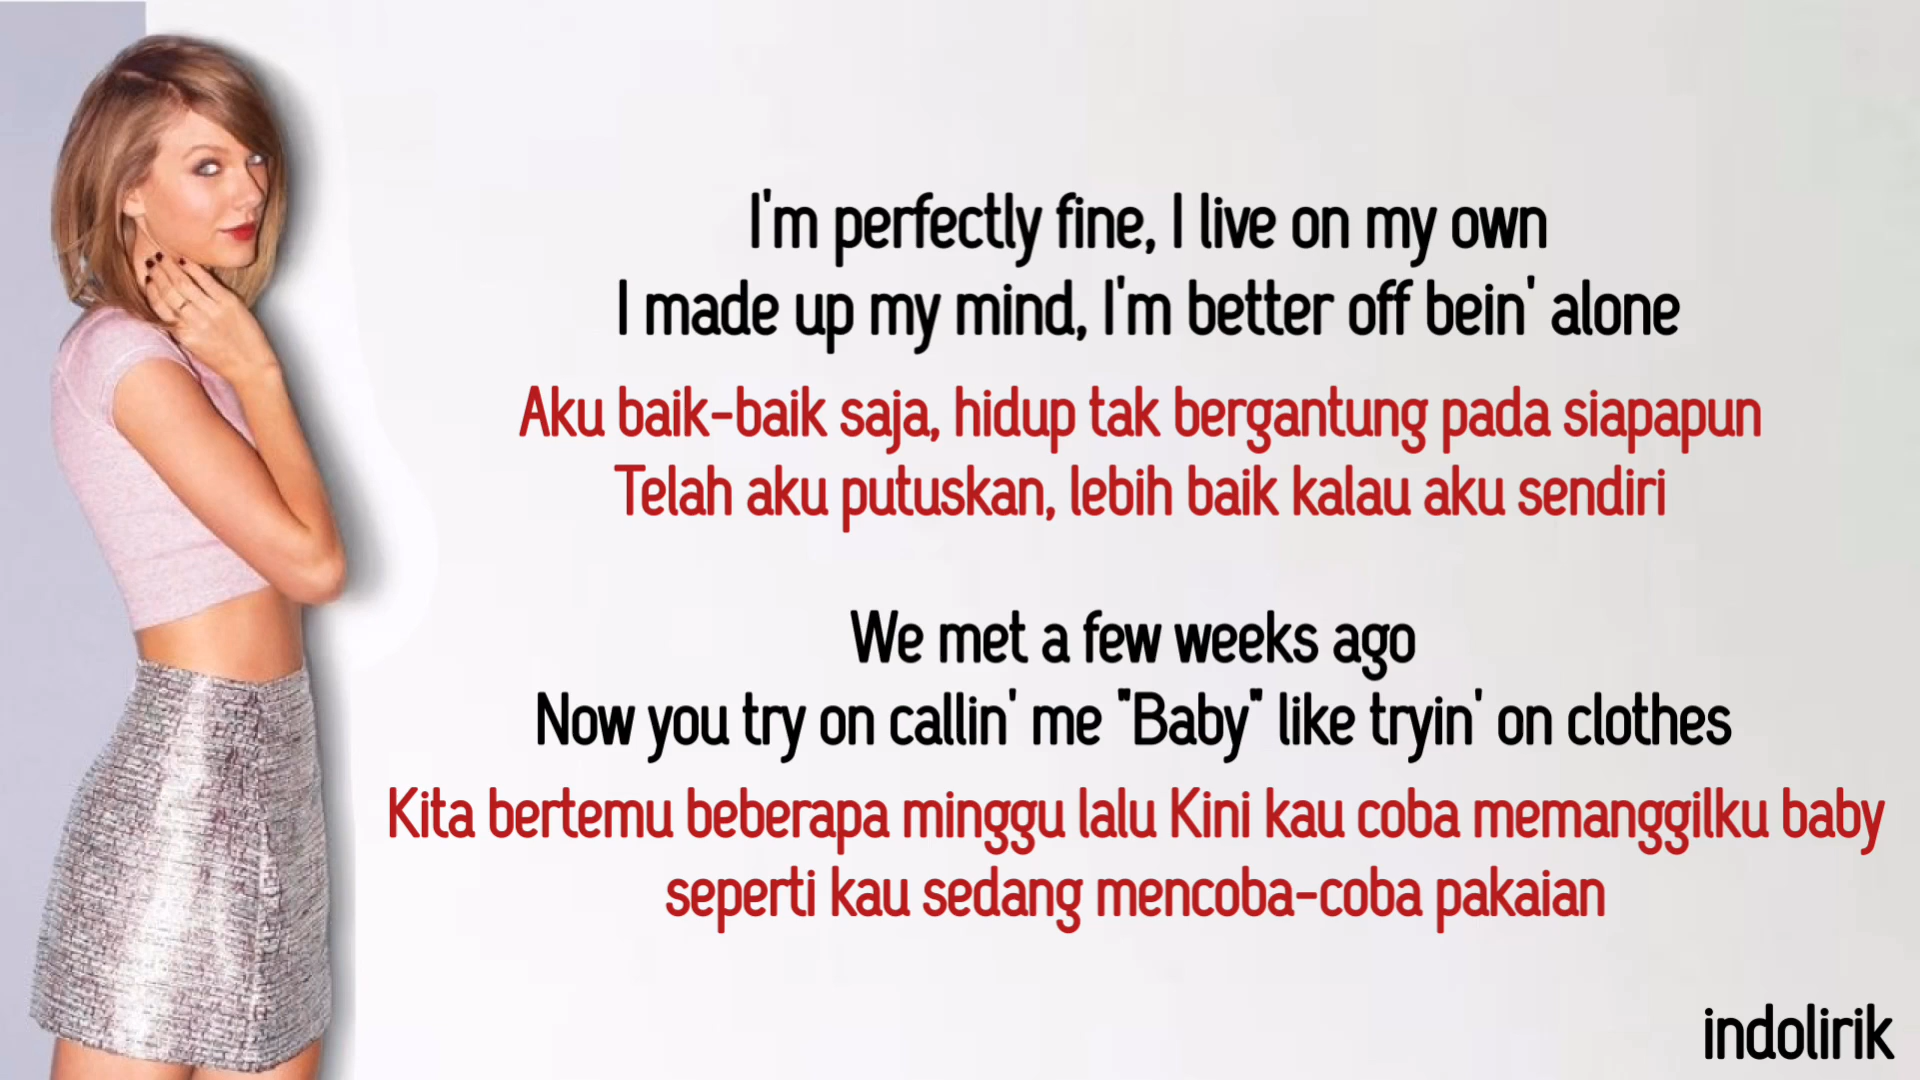 I'm perfectly fine, I live on my own
I made up my mind, I'm better off bein' alone
Aku baik-baik saja, hidup tak bergantung pada siapapun
Telah aku putuskan, lebih baik kalau aku sendiri
We met a few weeks ago
Now you try on callin' me "Baby" like tryin' on clothes
Kita bertemu beberapa minggu lalu Kini kau coba memanggilku baby
seperti kau sedang mencoba-coba pakaian
indolirik